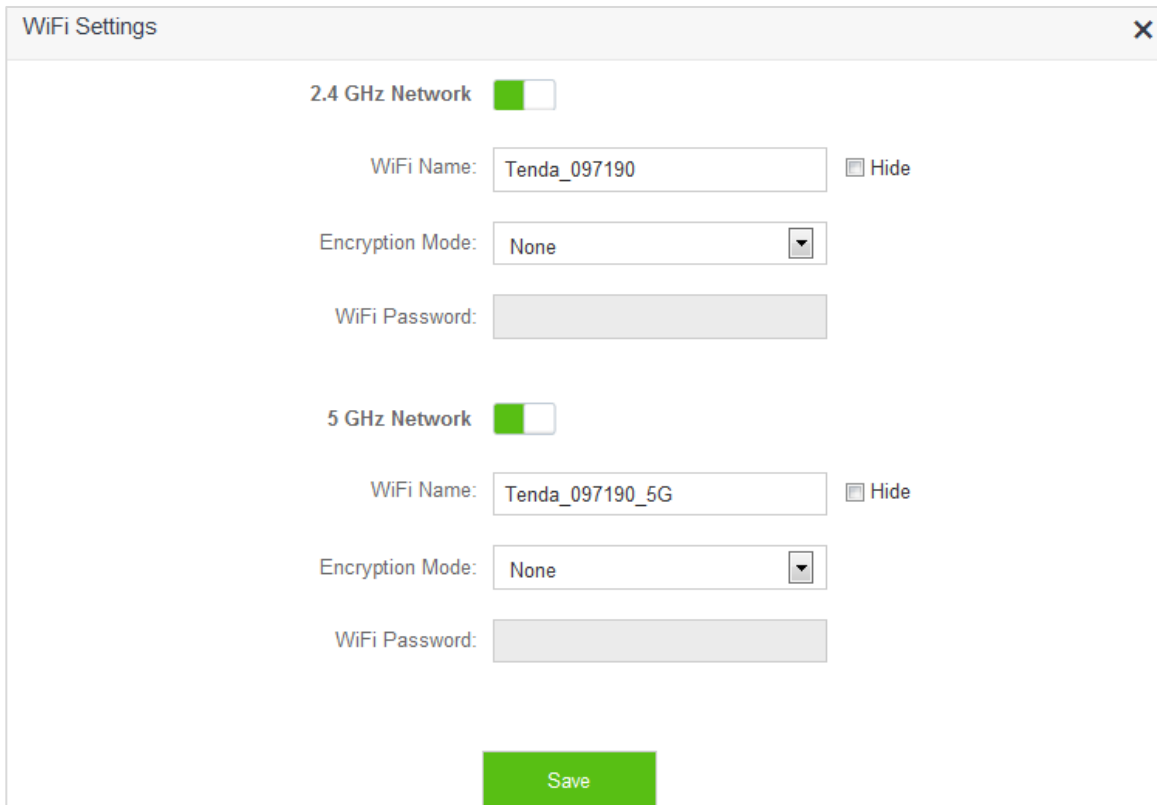 WiFi Settings
2.4 GHz Network
WiFi Name: Tenda_097190 Hide
Encryption Mode: None
WiFi Password:
5 GHz Network
WiFi Name: Tenda_097190_5G Hide
Encryption Mode: None
WiFi Password:
Save